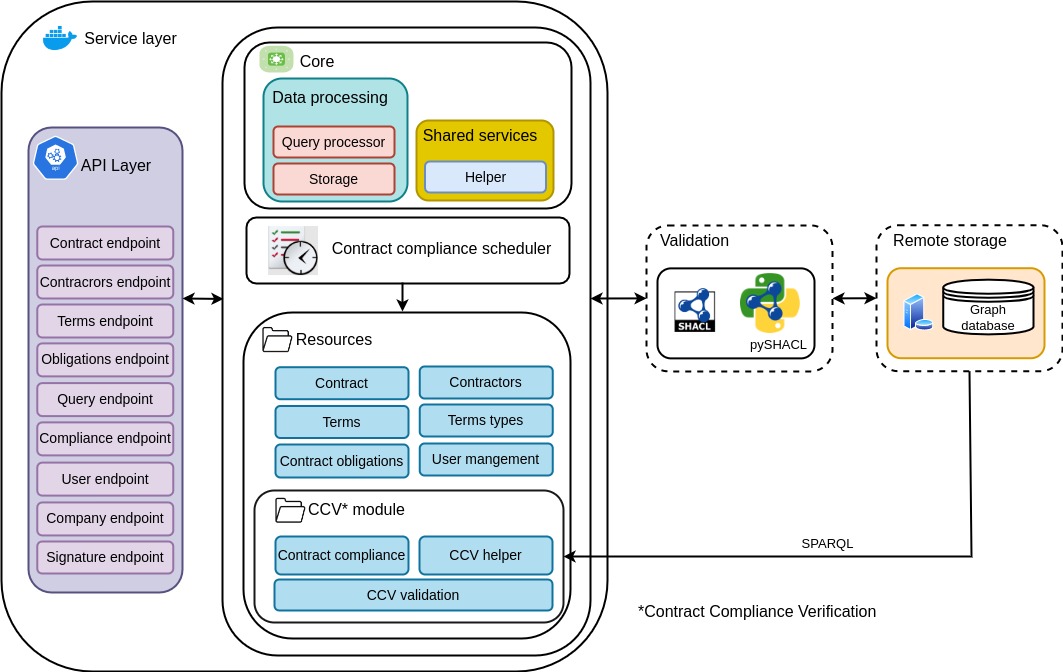 Service layer
API Layer
api
Contract endpoint
Contracrors endpoint
Terms endpoint
Obligations endpoint
Query endpoint
Compliance endpoint
User endpoint
Company endpoint
Signature endpoint
Core
Data processing
Query processor
Storage
Shared services
Helper
Contract compliance scheduler
Resources
Contract
Contractors
Terms
Terms types
Contract obligations
User mangement
CCV* module
Contract compliance
CCV helper
CCV validation
Validation
SHACL
pySHACL
Remote storage
Graph
database
SPARQL
*Contract Compliance Verification